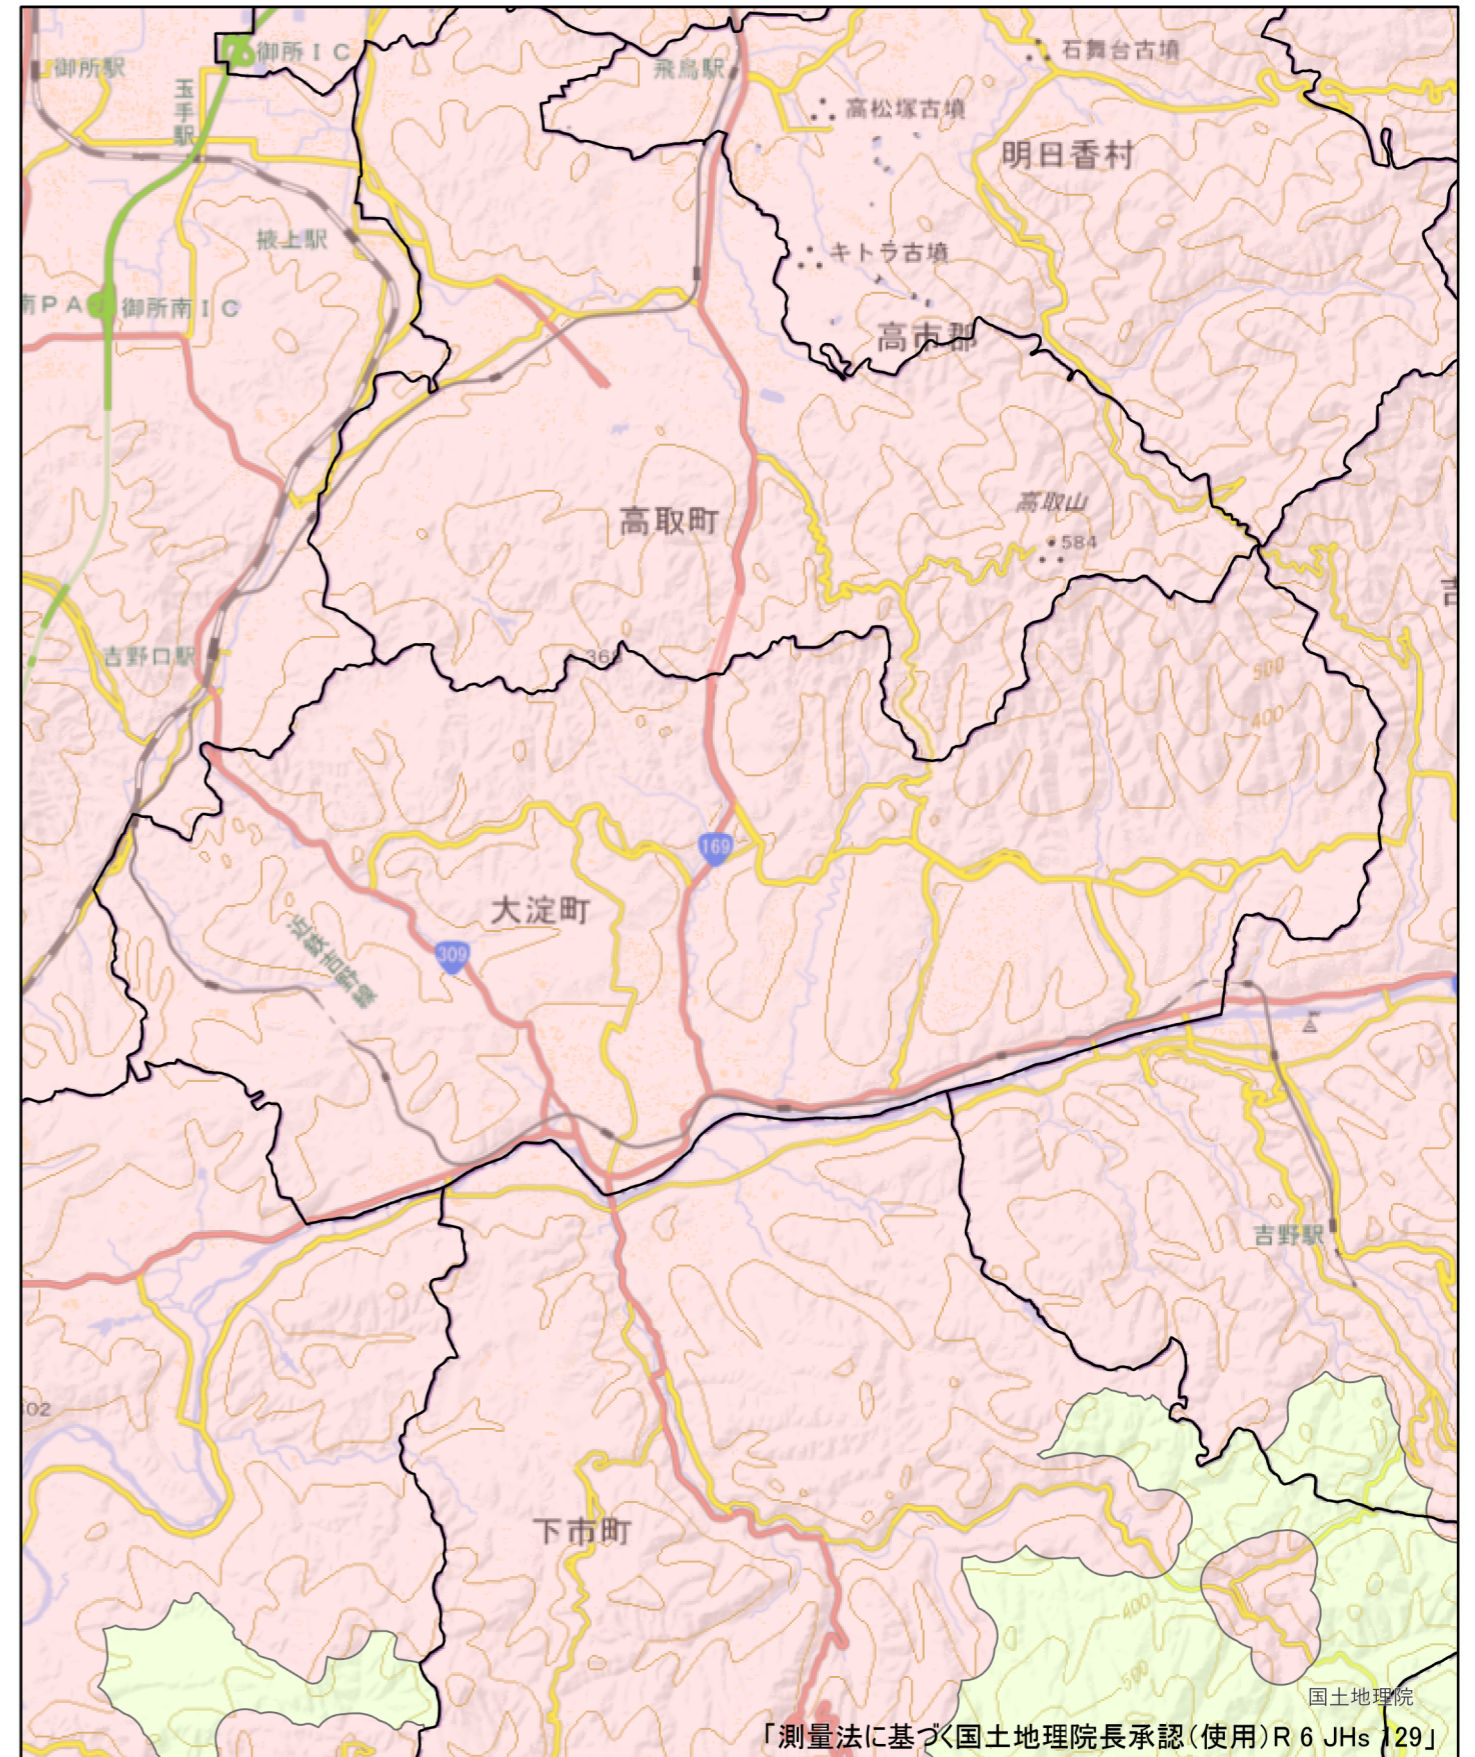 御所駅
御所ＩＣ
玉手駅
飛鳥駅
石舞台古墳
高松塚古墳
明日香村
掖上駅
キトラ古墳
南ＰＡ
御所南ＩＣ
高市郡
高取町
高取山
584
吉野口駅
368
500
400
169
大淀町
309
近鉄吉野線
吉野駅
02
下市町
400
500
国土地理院
「測量法に基づく国土地理院長承認（使用）Ｒ 6 JHs 129」